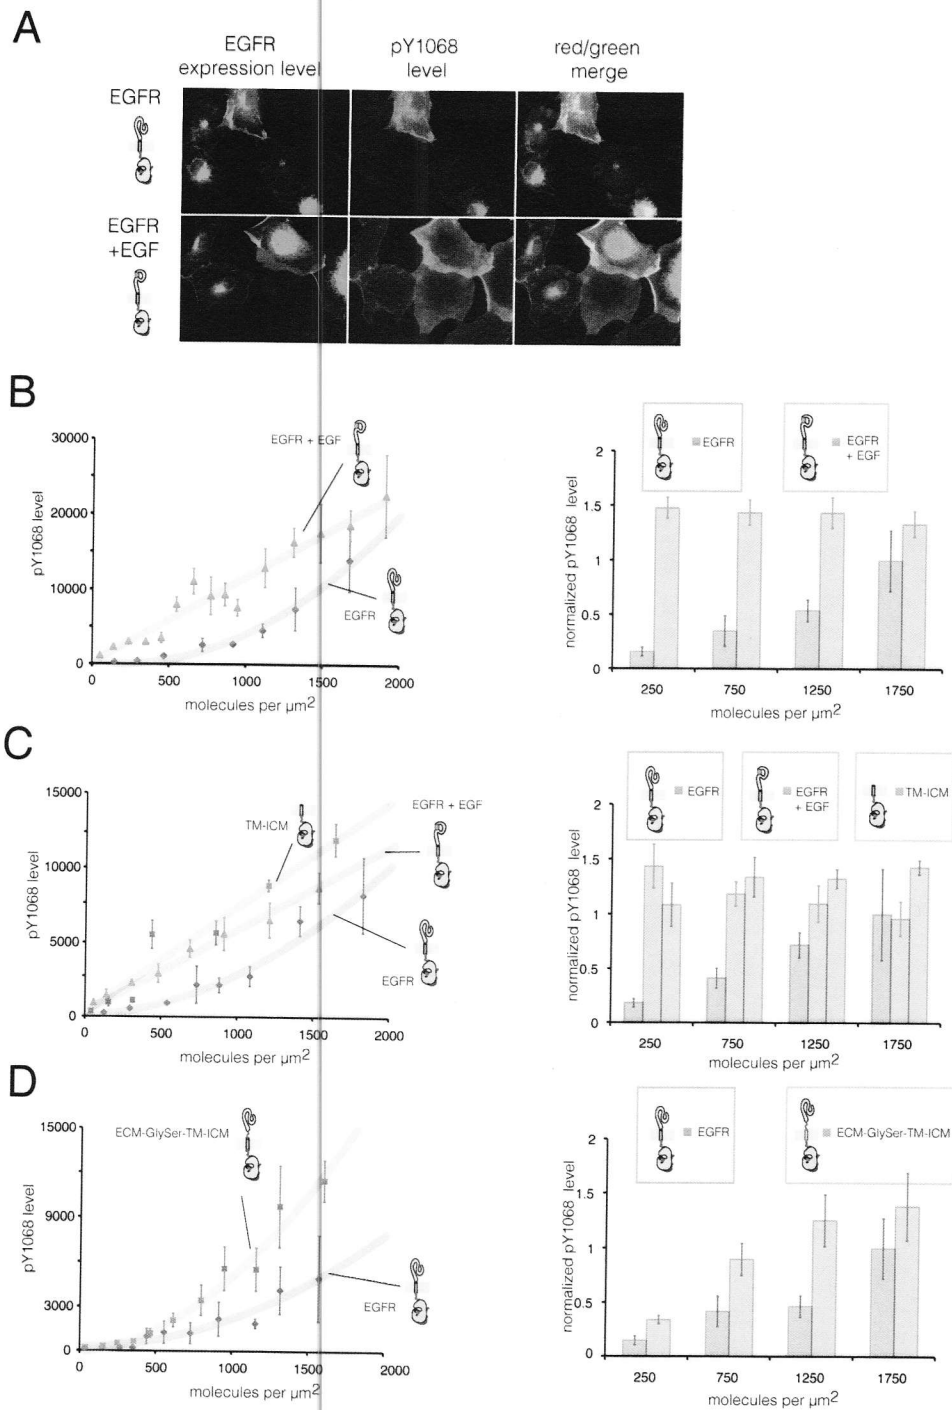 A
EGFR
expression level
pY1068
level
red/green
merge
EGFR
EGFR
+EGF
B
30000
20000
10000
0
pY1068 level
0
500
1000
1500
2000
molecules per µm2
EGFR + EGF
EGFR
EGFR
EGFR
+ EGF
2
1.5
1
0.5
0
normalized pY1068 level
250
750
1250
1750
molecules per µm2
C
15000
10000
5000
0
pY1068 level
0
500
1000
1500
2000
molecules per µm2
TM-ICM
EGFR + EGF
EGFR
EGFR
EGFR
+ EGF
TM-ICM
2
1.5
1
0.5
0
normalized pY1068 level
250
750
1250
1750
molecules per µm2
D
15000
9000
3000
0
pY1068 level
0
500
1000
1500
2000
molecules per µm2
ECM-GlySer-TM-ICM
EGFR
EGFR
ECM-GlySer-TM-ICM
2
1.5
1
0.5
0
normalized pY1068 level
250
750
1250
1750
molecules per µm2